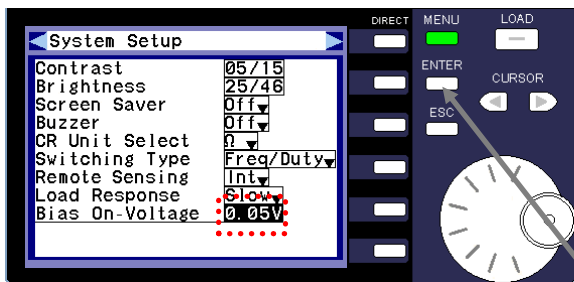 DIRECT MENU LOAD
System Setup
Contrast 05/15
Brightness 25/46
Screen Saver Off
Buzzer Off
CR Unit Select Ω
Switching Type Freq/Duty
Remote Sensing Int
Load Response Slow
Bias On-Voltage 0.05V
ENTER
CURSOR
ESC